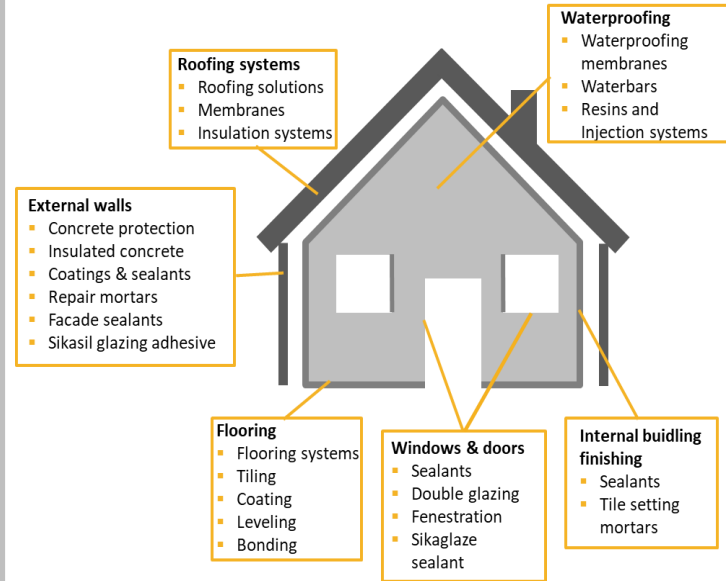 Waterproofing
Waterproofing
membranes
Waterbars
Resins and
Injection systems
Roofing systems
Roofing solutions
Membranes
Insulation systems
External walls
Concrete protection
Insulated concrete
Coatings & sealants
Repair mortars
Facade sealants
Sikasil glazing adhesive
Flooring
Flooring systems
Tiling
Coating
Leveling
Bonding
Windows & doors
Sealants
Double glazing
Fenestration
Sikaglaze
sealant
Internal buidling
finishing
Sealants
Tile setting
mortars